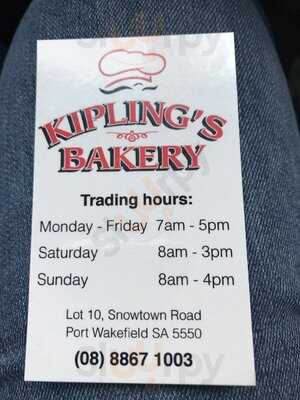 KIPLING'S
BAKERY
Trading hours:
Monday - Friday 7am - 5pm
Saturday 8am - 3pm
Sunday 8am - 4pm
Lot 10, Snowtown Road
Port Wakefield SA 5550
(08) 8867 1003